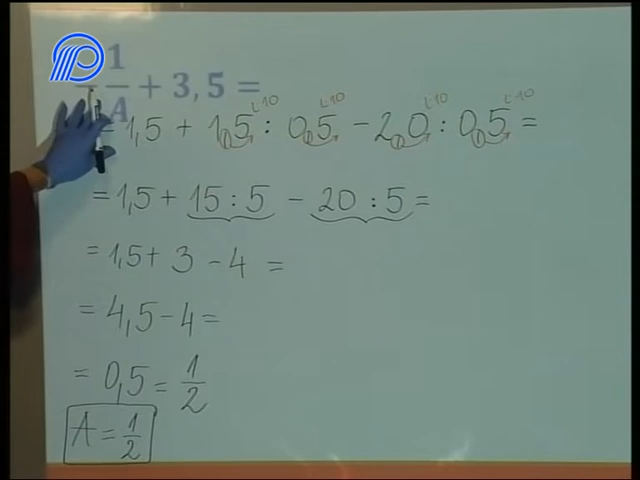 1/A + 3,5 =
= 1,5 + 1,5 : 0,5 - 2,0 : 0,5 =
= 1,5 + 15 : 5 - 20 : 5 =
= 1,5 + 3 - 4 =
= 4,5 - 4 =
= 0,5 = 1/2
A = 1/2